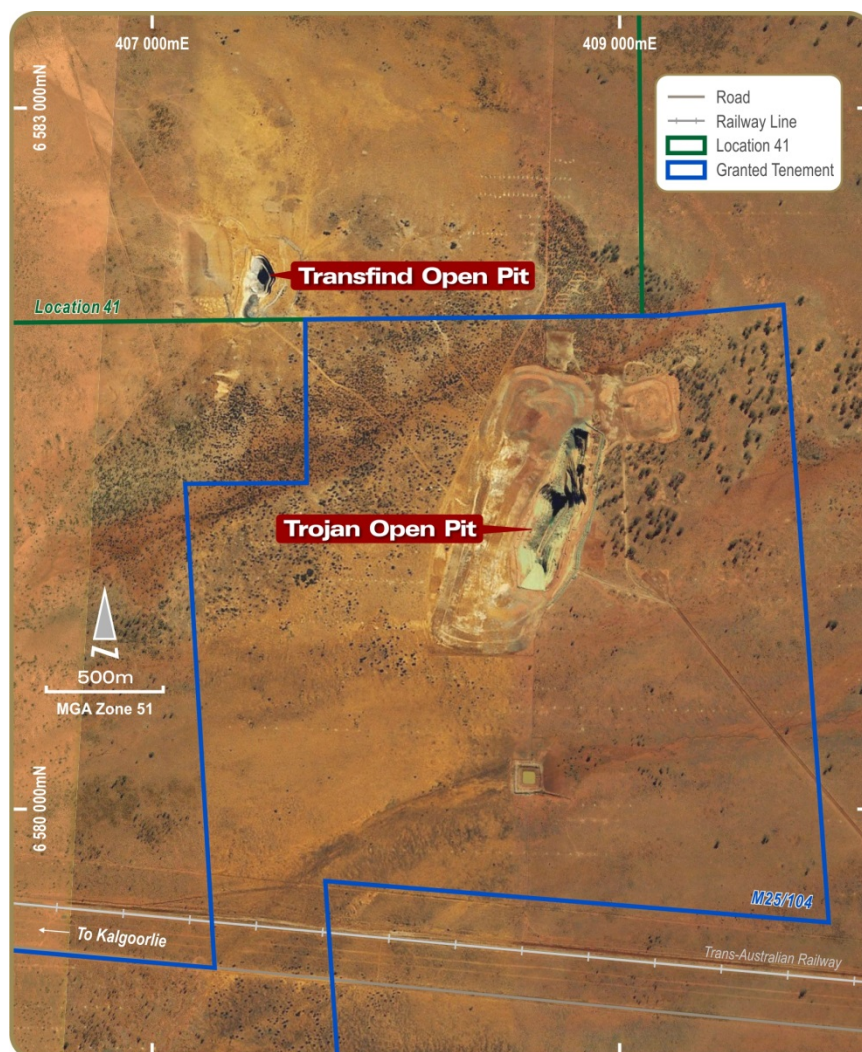 407 000mE
409 000mE
6 583 000mN
Road
Railway Line
Location 41
Granted Tenement
Transfind Open Pit
Location 41
Trojan Open Pit
N
500m
MGA Zone 51
6 580 000mN
M25/104
To Kalgoorlie
Trans-Australian Railway